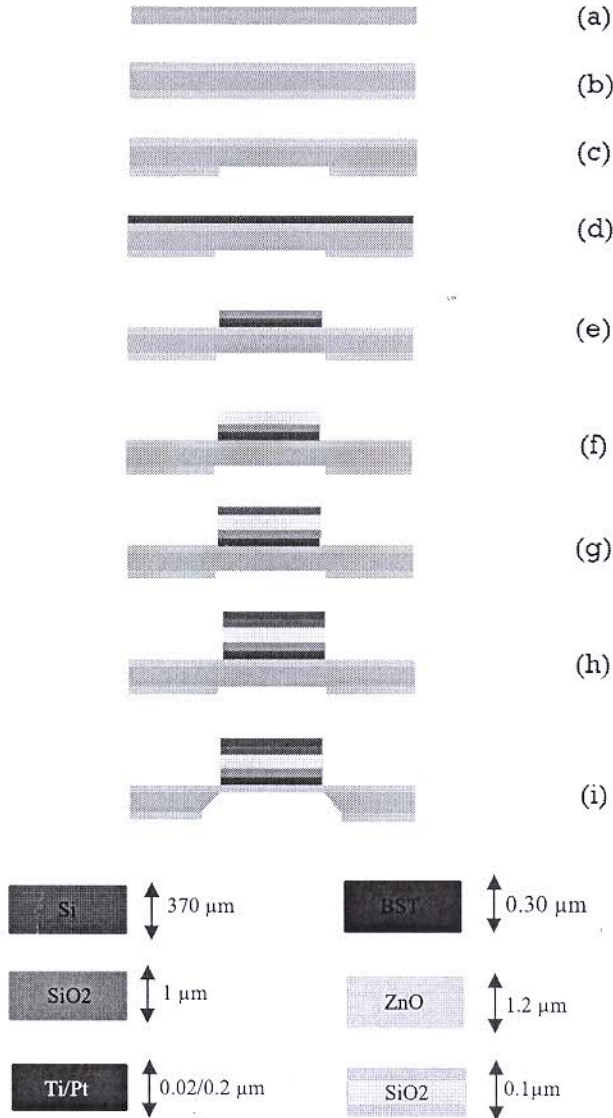 (a)
(b)
(c)
(d)
(e)
(f)
(g)
(h)
(i)
Si 370 µm BST 0.30 µm
SiO2 1 µm ZnO 1.2 µm
Ti/Pt 0.02/0.2 µm SiO2 0.1µm